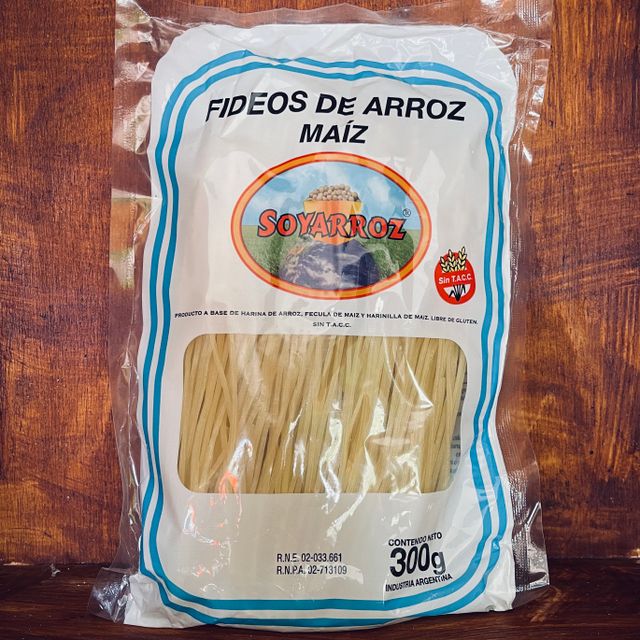 FIDEOS DE ARROZ
MAÍZ
SOYARROZ®
Sin T.A.C.C.
PRODUCTO A BASE DE HARINA DE ARROZ, FECULA DE MAIZ Y HARINILLA DE MAIZ. LIBRE DE GLUTEN.
SIN T.A.C.C.
R.N.E. 02-033.661
R.N.P.A. 02-713109
CONTENIDO NETO
300g
INDUSTRIA ARGENTINA